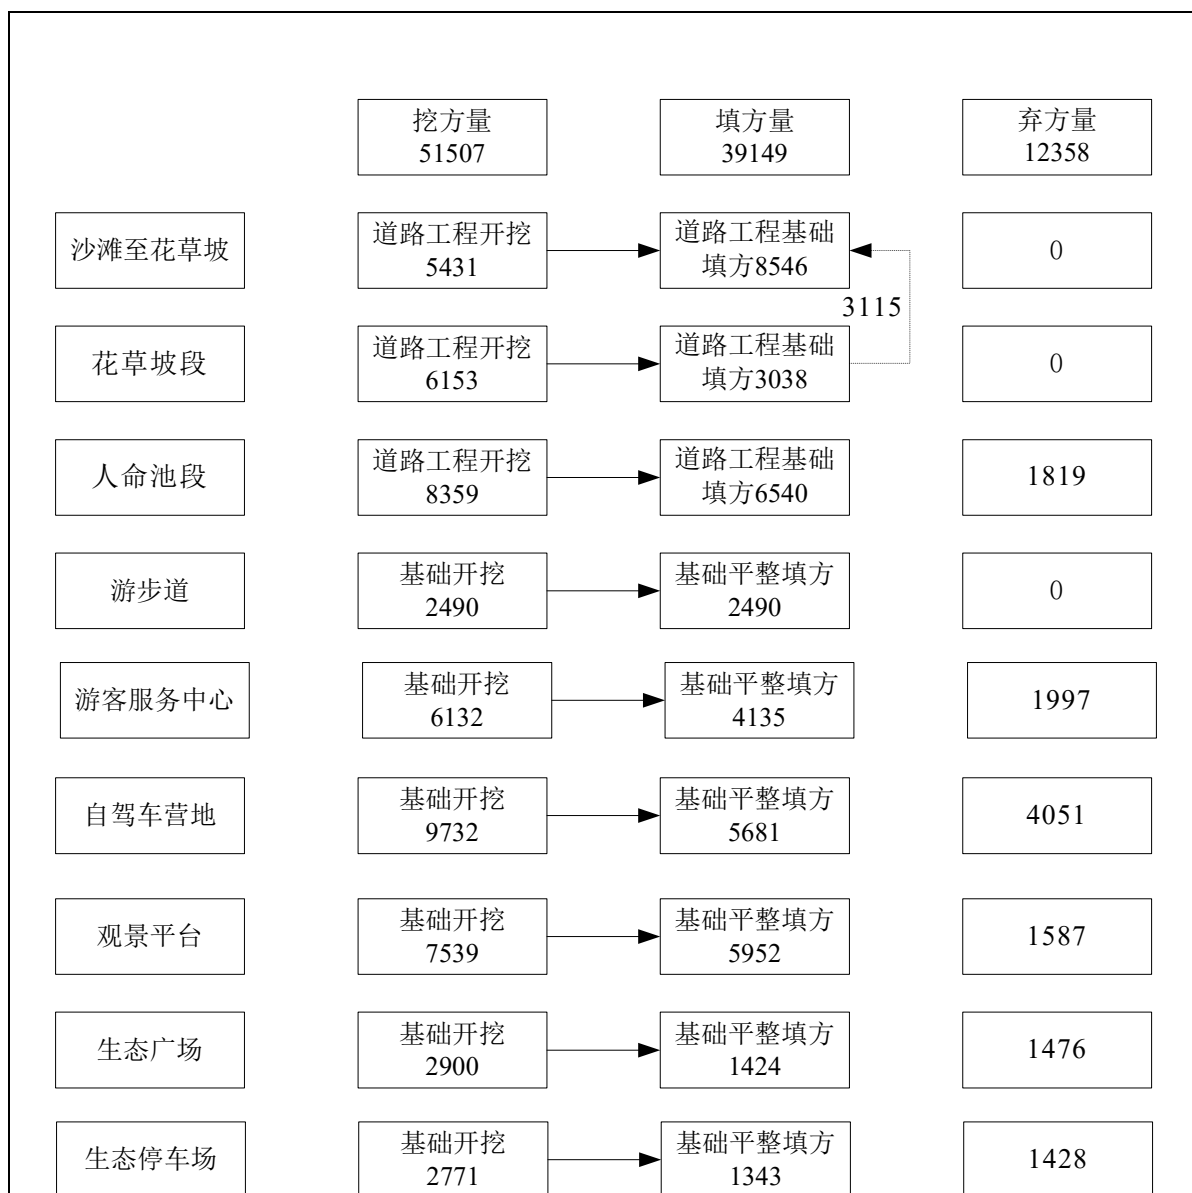 挖方量
51507
填方量
39149
弃方量
12358
沙滩至花草坡
道路工程开挖
5431
道路工程基础
填方8546
0
3115
花草坡段
道路工程开挖
6153
道路工程基础
填方3038
0
人命池段
道路工程开挖
8359
道路工程基础
填方6540
1819
游步道
基础开挖
2490
基础平整填方
2490
0
游客服务中心
基础开挖
6132
基础平整填方
4135
1997
自驾车营地
基础开挖
9732
基础平整填方
5681
4051
观景平台
基础开挖
7539
基础平整填方
5952
1587
生态广场
基础开挖
2900
基础平整填方
1424
1476
生态停车场
基础开挖
2771
基础平整填方
1343
1428